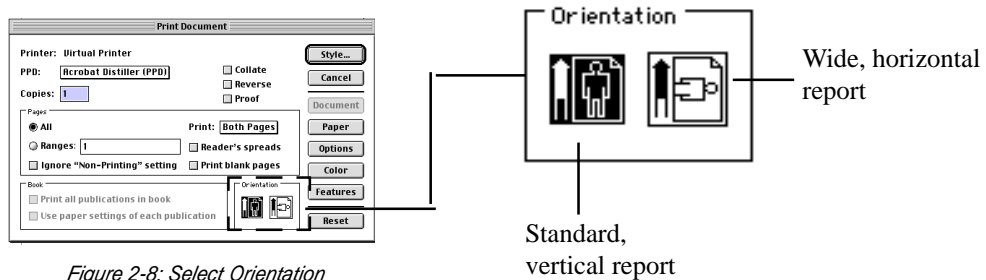 Print Document
Printer: Virtual Printer
PPD: Acrobat Distiller (PPD)
Copies: 1
Collate
Reverse
Proof
Pages
All
Ranges: 1
Ignore “Non-Printing” setting
Print: Both Pages
Reader's spreads
Print blank pages
Book
Print all publications in book
Use paper settings of each publication
Orientation
Style...
Cancel
Document
Paper
Options
Color
Features
Reset
Figure 2-8: Select Orientation
Orientation
Wide, horizontal
report
Standard,
vertical report